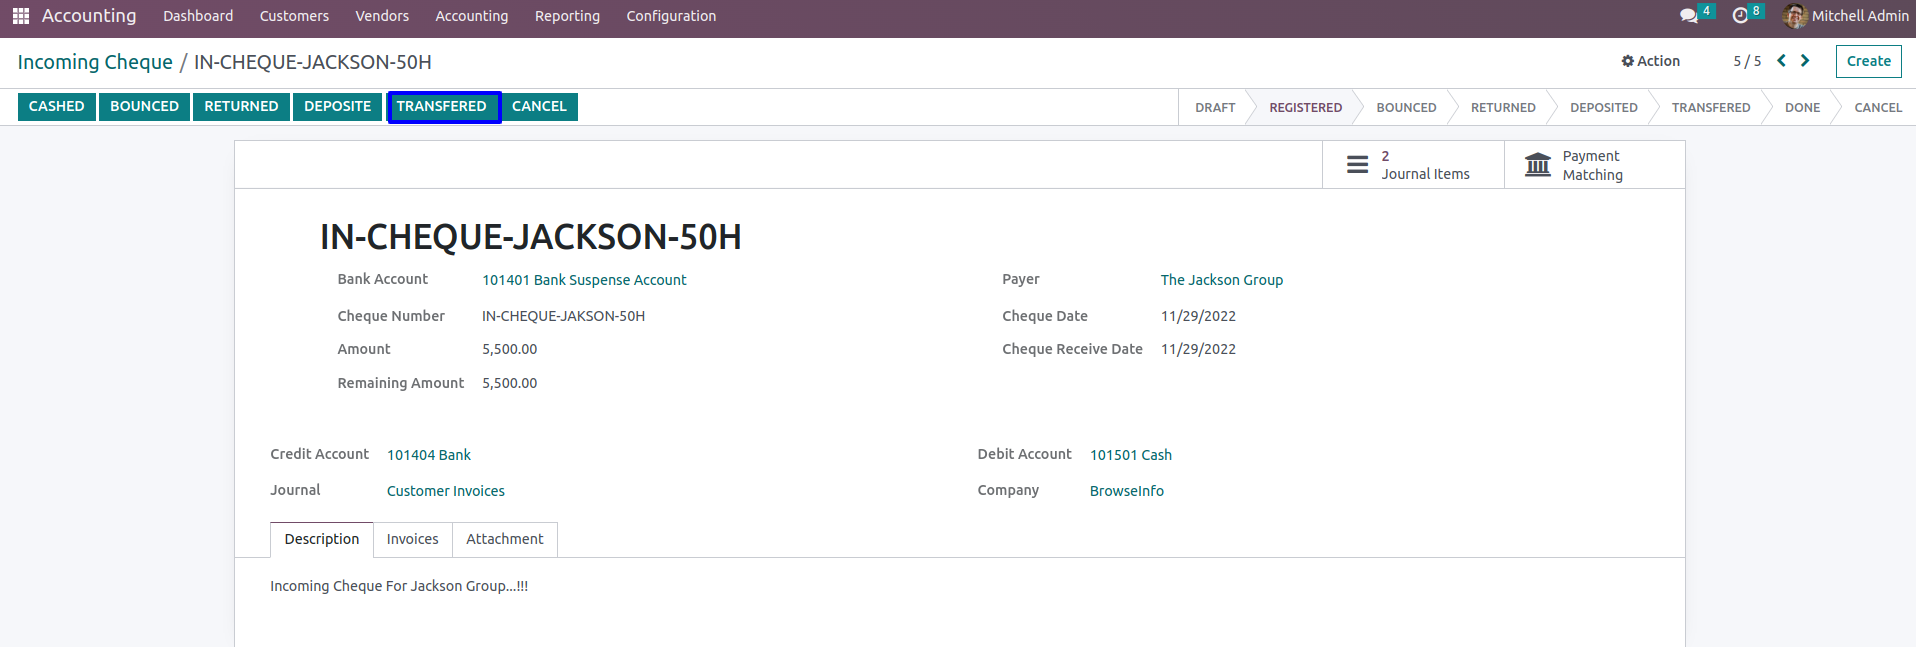 Accounting Dashboard Customers Vendors Accounting Reporting Configuration 4 8 Mitchell Admin
Incoming Cheque / IN-CHEQUE-JACKSON-50H Action 5 / 5 Create
CASHED BOUNCED RETURNED DEPOSITE TRANSFERED CANCEL DRAFT REGISTERED BOUNCED RETURNED DEPOSITED TRANSFERED DONE CANCEL
2 Journal Items Payment Matching
IN-CHEQUE-JACKSON-50H
Bank Account 101401 Bank Suspense Account Payer The Jackson Group
Cheque Number IN-CHEQUE-JAKSON-50H Cheque Date 11/29/2022
Amount 5,500.00 Cheque Receive Date 11/29/2022
Remaining Amount 5,500.00
Credit Account 101404 Bank Debit Account 101501 Cash
Journal Customer Invoices Company BrowseInfo
Description Invoices Attachment
Incoming Cheque For Jackson Group...!!!